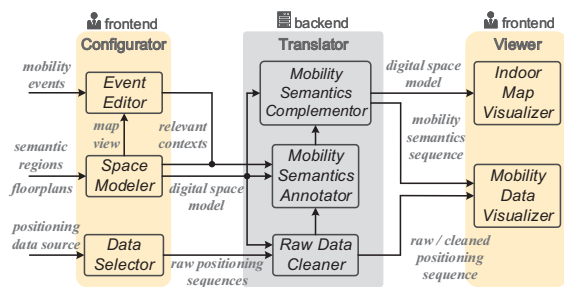 frontend
backend
frontend
Configurator
Translator
Viewer
mobility
events
Event
Editor
map
view
relevant
contexts
semantic
regions
floorplans
Space
Modeler
digital space
model
positioning
data source
Data
Selector
raw positioning
sequences
Mobility
Semantics
Complementor
Mobility
Semantics
Annotator
Raw Data
Cleaner
digital space
model
mobility
semantics
sequence
raw / cleaned
positioning
sequence
Indoor
Map
Visualizer
Mobility
Data
Visualizer